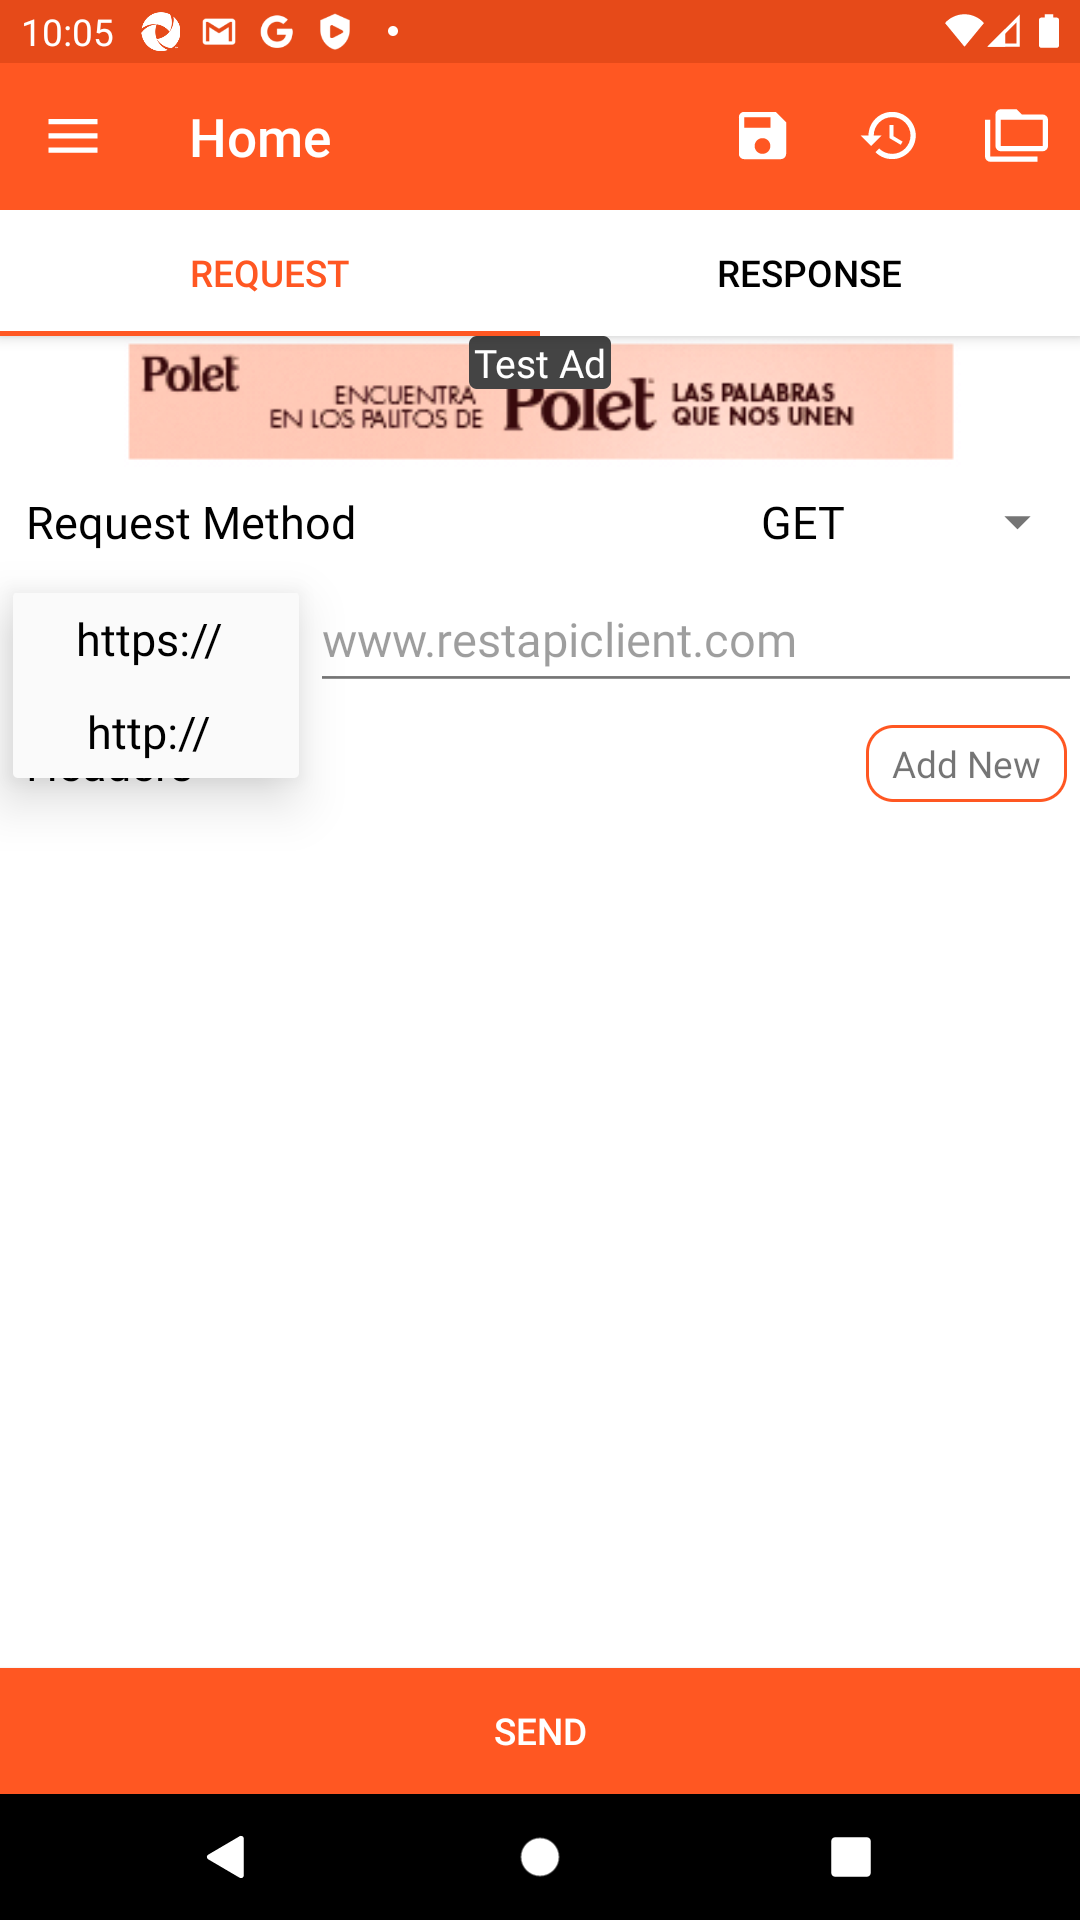 10:05
Home
REQUEST
RESPONSE
Test Ad
Polet
ENCUENTRA
EN LOS PALITOS DE
Polet
LAS PALABRAS
QUE NOS UNEN
Request Method
GET
https://
www.restapiclient.com
http://
Headers
Add New
SEND